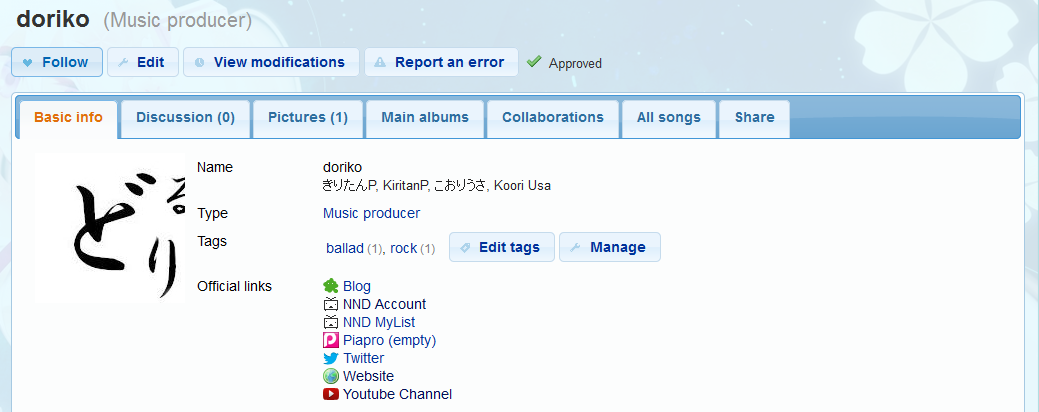 doriko (Music producer)
Follow Edit View modifications Report an error Approved
Basic info Discussion (0) Pictures (1) Main albums Collaborations All songs Share
Name doriko
きりたんP, KiritanP, こおりうさ, Koori Usa
Type Music producer
Tags ballad (1), rock (1) Edit tags Manage
Official links Blog
NND Account
NND MyList
Piapro (empty)
Twitter
Website
Youtube Channel
どり